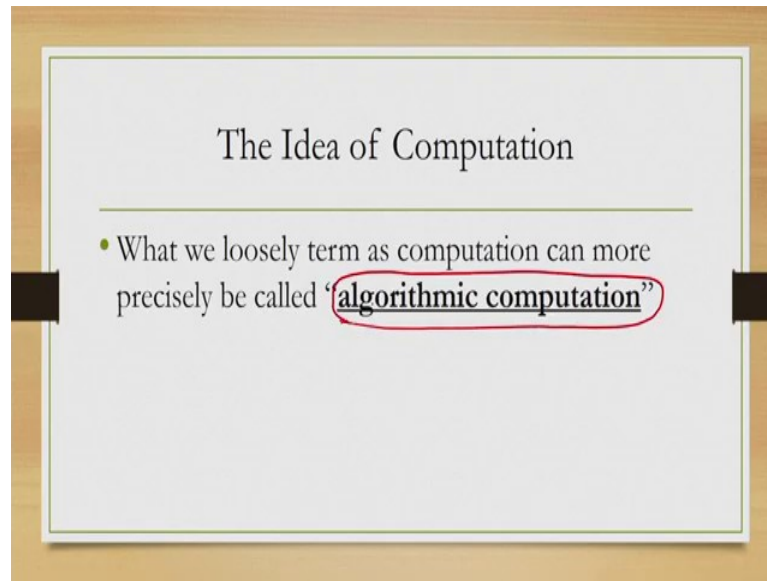 The Idea of Computation
• What we loosely term as computation can more
precisely be called “algorithmic computation”